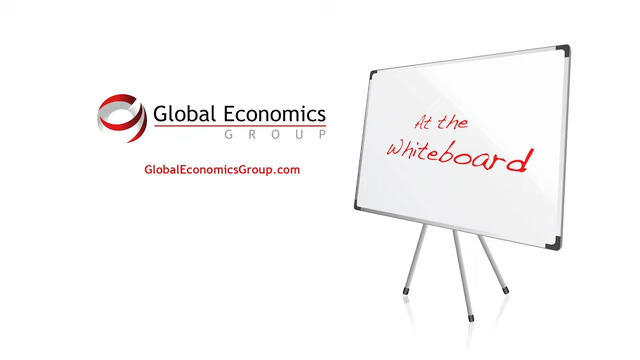 Global Economics
GROUP
GlobalEconomicsGroup.com
At the
Whiteboard